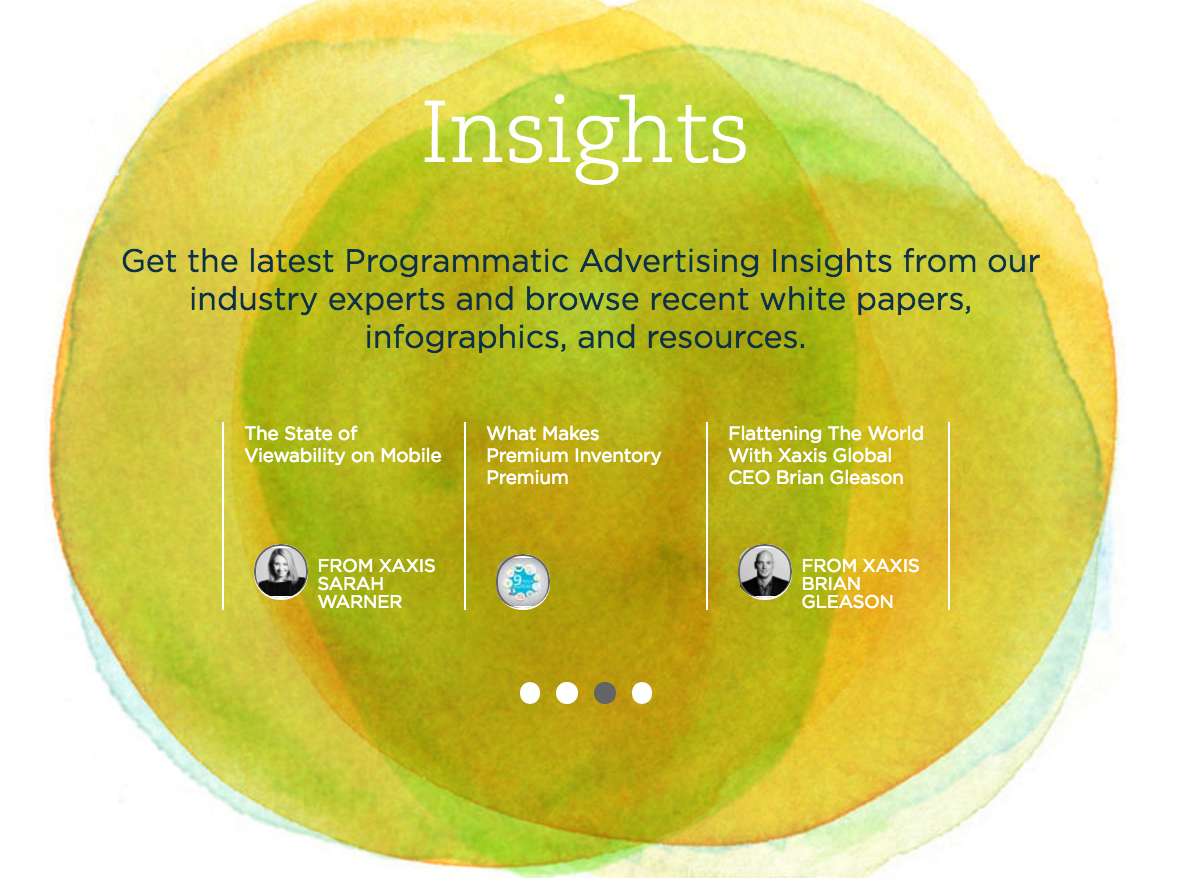 Insights
Get the latest Programmatic Advertising Insights from our
industry experts and browse recent white papers,
infographics, and resources.
The State of
Viewability on Mobile
FROM XAXIS
SARAH
WARNER
What Makes
Premium Inventory
Premium
9
Flattening The World
With Xaxis Global
CEO Brian Gleason
FROM XAXIS
BRIAN
GLEASON